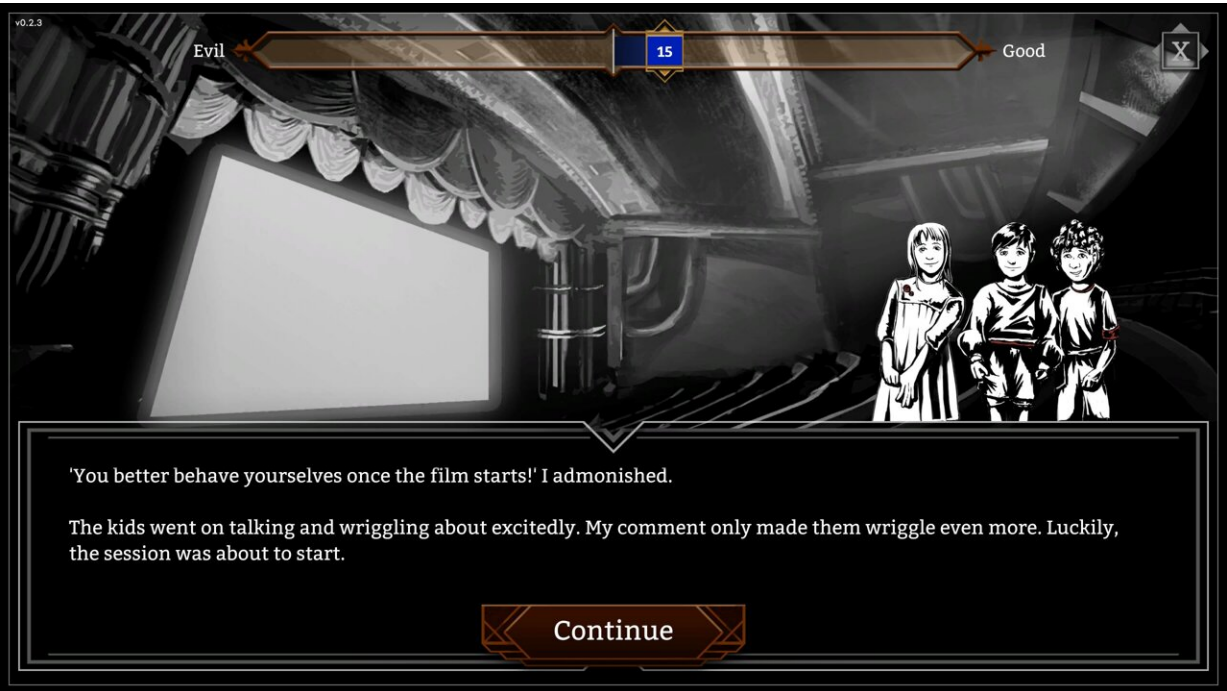 v0.2.3
Evil
15
Good
X
'You better behave yourselves once the film starts!' I admonished.
The kids went on talking and wriggling about excitedly. My comment only made them wriggle even more. Luckily,
the session was about to start.
Continue